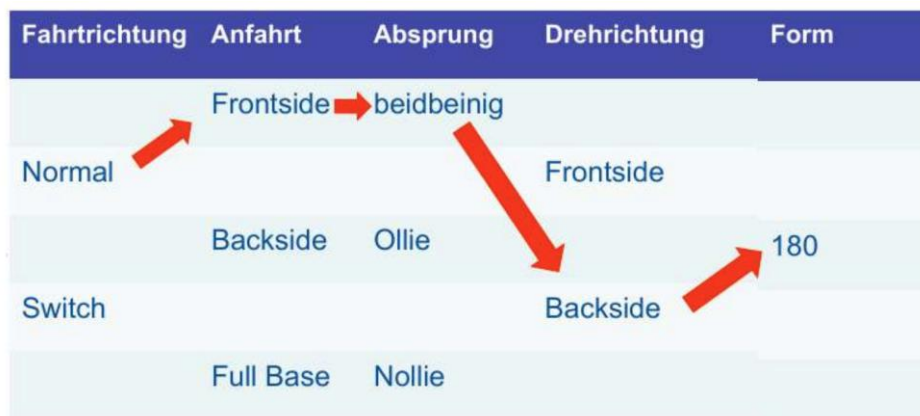 Fahrtrichtung Anfahrt Absprung Drehrichtung Form
Frontside beidbeinig
Normal Frontside
Backside Ollie 180
Switch Backside
Full Base Nollie